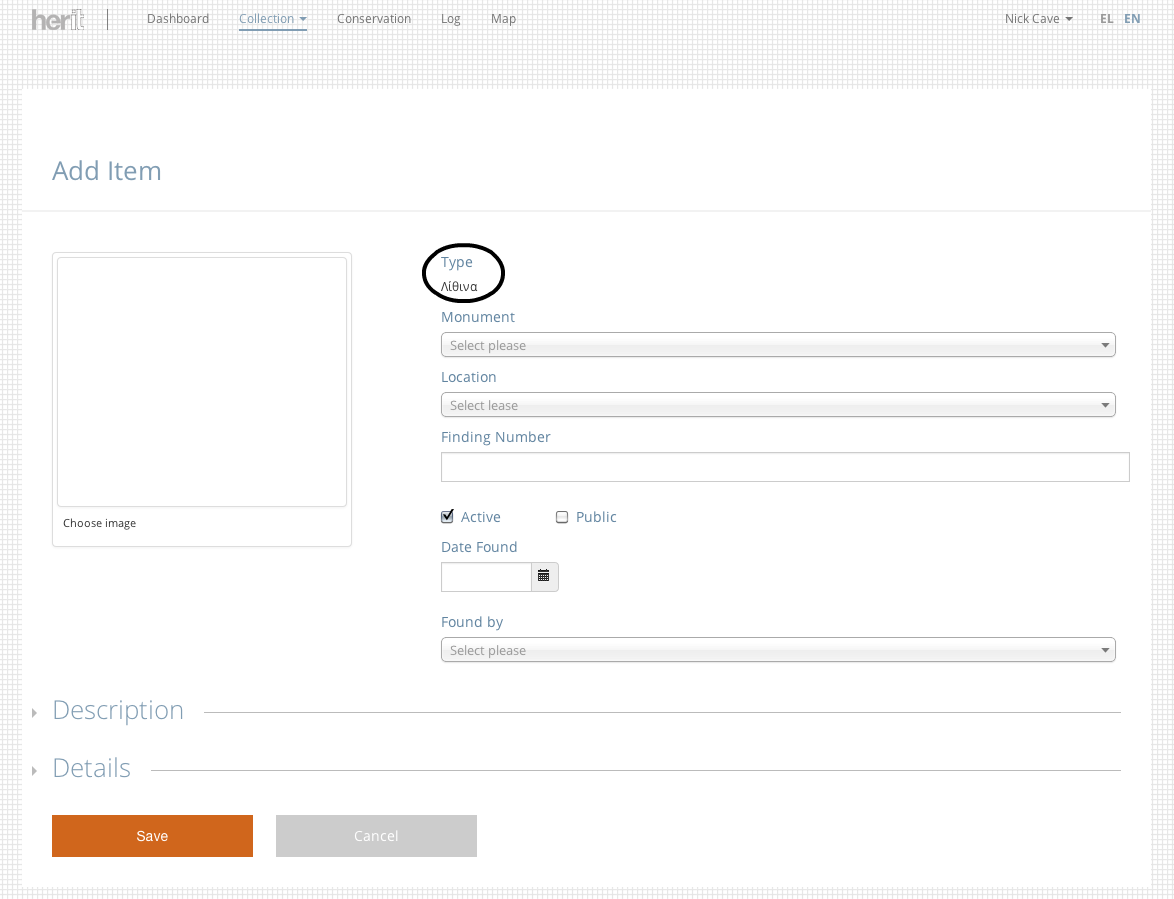 herit
Dashboard Collection Conservation Log Map Nick Cave EL EN
Add Item
Type
Λίθινα
Monument
Select please
Location
Select lease
Finding Number
Choose image
Active Public
Date Found
Found by
Select please
Description
Details
Save Cancel